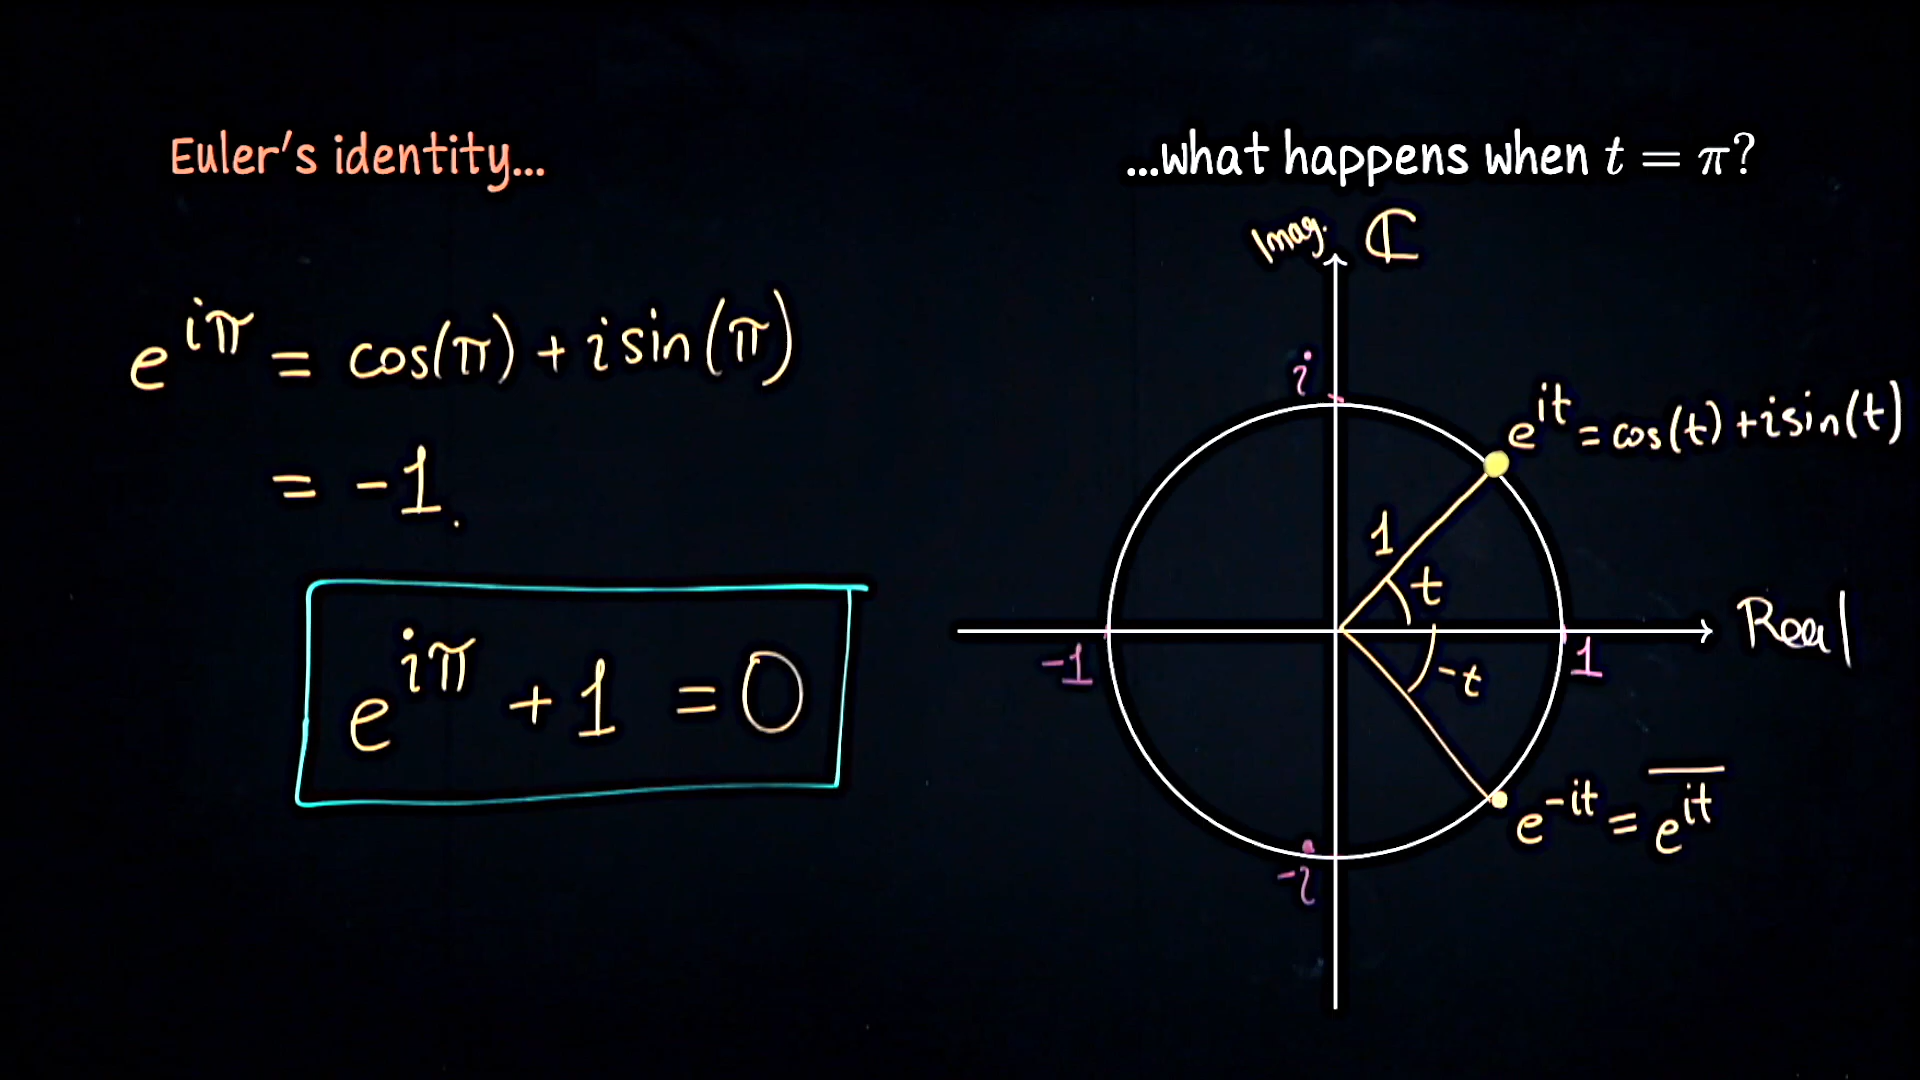 Euler's identity...
...what happens when t = π?
e^{iπ} = cos(π) + i sin(π)
= -1.
e^{iπ} + 1 = 0
Imag. ℂ
i
e^{it} = cos(t) + i sin(t)
1
t
Real
-1
1
-t
e^{-it} = \overline{e^{it}}
-i